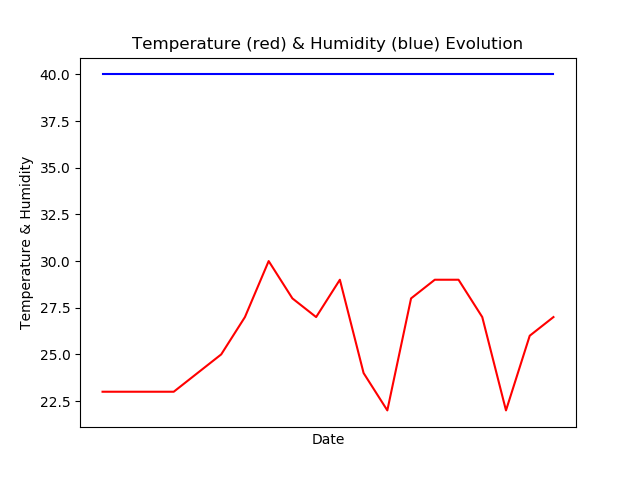 Temperature (red) & Humidity (blue) Evolution
Temperature & Humidity
40.0
37.5
35.0
32.5
30.0
27.5
25.0
22.5
Date